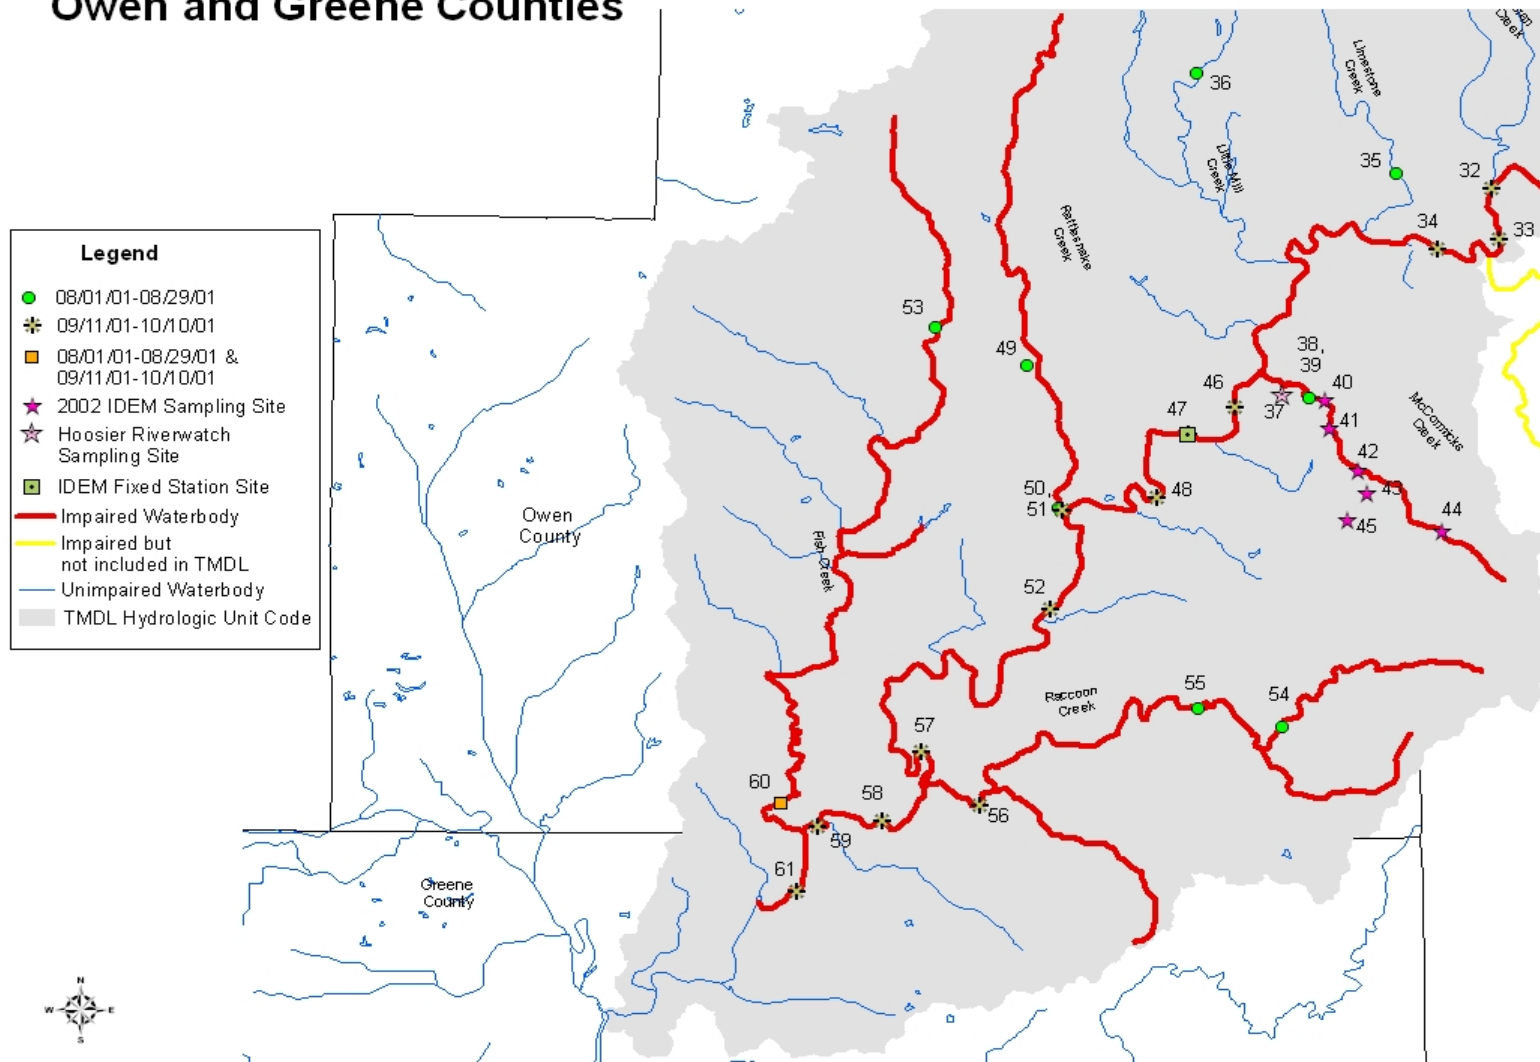 Owen and Greene Counties
Legend
08/01/01-08/29/01
09/11/01-10/10/01
08/01/01-08/29/01 &
09/11/01-10/10/01
2002 IDEM Sampling Site
Hoosier Riverwatch
Sampling Site
IDEM Fixed Station Site
Impaired Waterbody
Impaired but
not included in TMDL
Unimpaired Waterbody
TMDL Hydrologic Unit Code
Owen
County
Greene
County
Limestone
Creek
Creek
Little Mill
Creek
Rattlesnake
Creek
McCormicks
Creek
Fish Creek
Raccoon
Creek
36
35
32
34
33
53
49
38,
39
46
40
47
37
41
42
50,
51
48
43
45
44
52
55
54
57
60
58
56
59
61
N
W
E
S